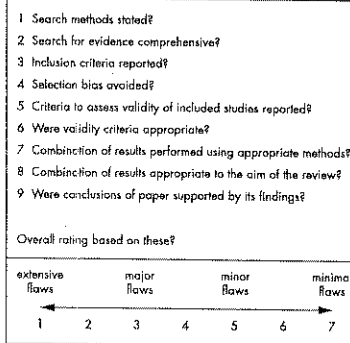 1 Search methods stated?
2 Search for evidence comprehensive?
3 Inclusion criteria reported?
4 Selection bias avoided?
5 Criteria to assess validity of included studies reported?
6 Were validity criteria appropriate?
7 Combination of results performed using appropriate methods?
8 Combination of results appropriate to the aim of the review?
9 Were conclusions of paper supported by its findings?
Overall rating based on these?
extensive major minor minima
flaws flaws flaws flaws
1 2 3 4 5 6 7